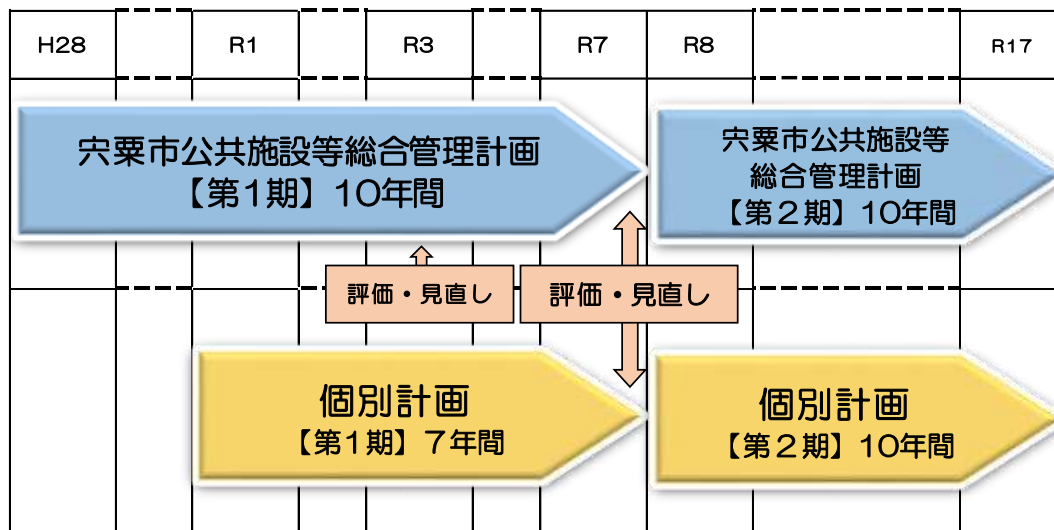 H28 R1 R3 R7 R8 R17
宍粟市公共施設等総合管理計画
【第1期】10年間
宍粟市公共施設等
総合管理計画
【第２期】10年間
評価・見直し
評価・見直し
個別計画
【第1期】７年間
個別計画
【第２期】10年間